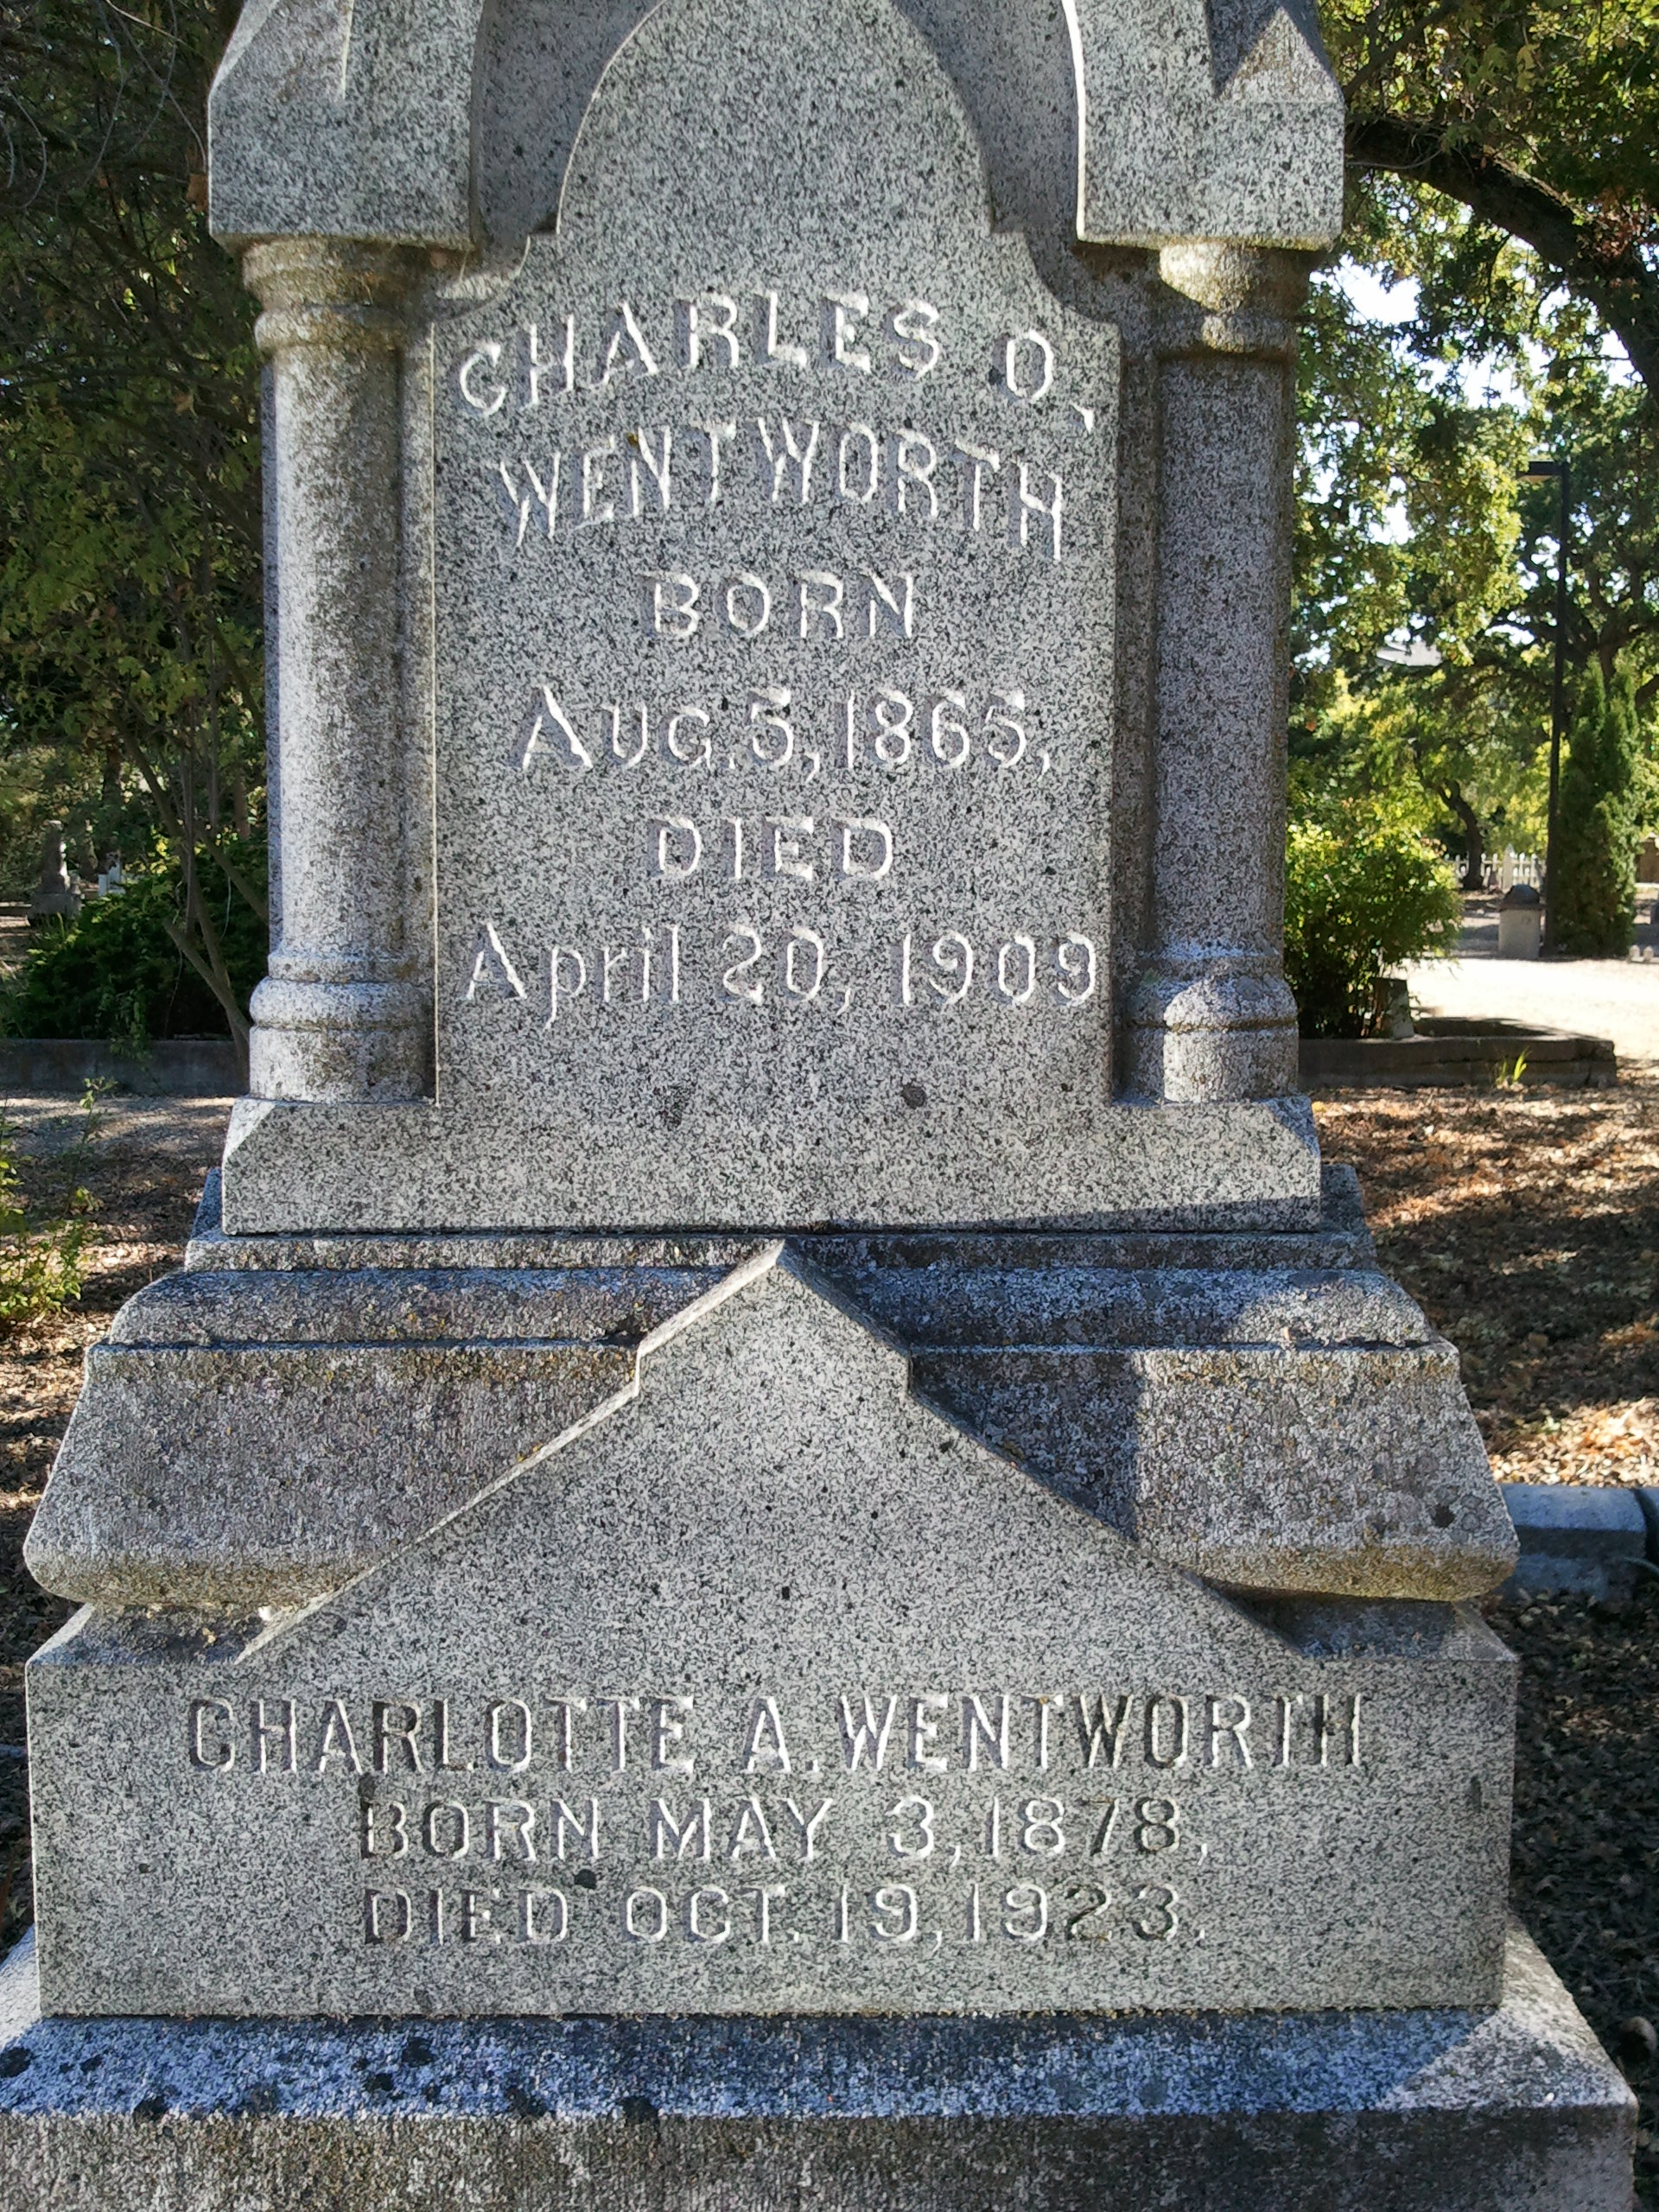 CHARLES O.
WENTWORTH
BORN
AUG. 5, 1865,
DIED
April 20, 1909
CHARLOTTE A. WENTWORTH
BORN MAY 3, 1878,
DIED OCT. 19, 1923.